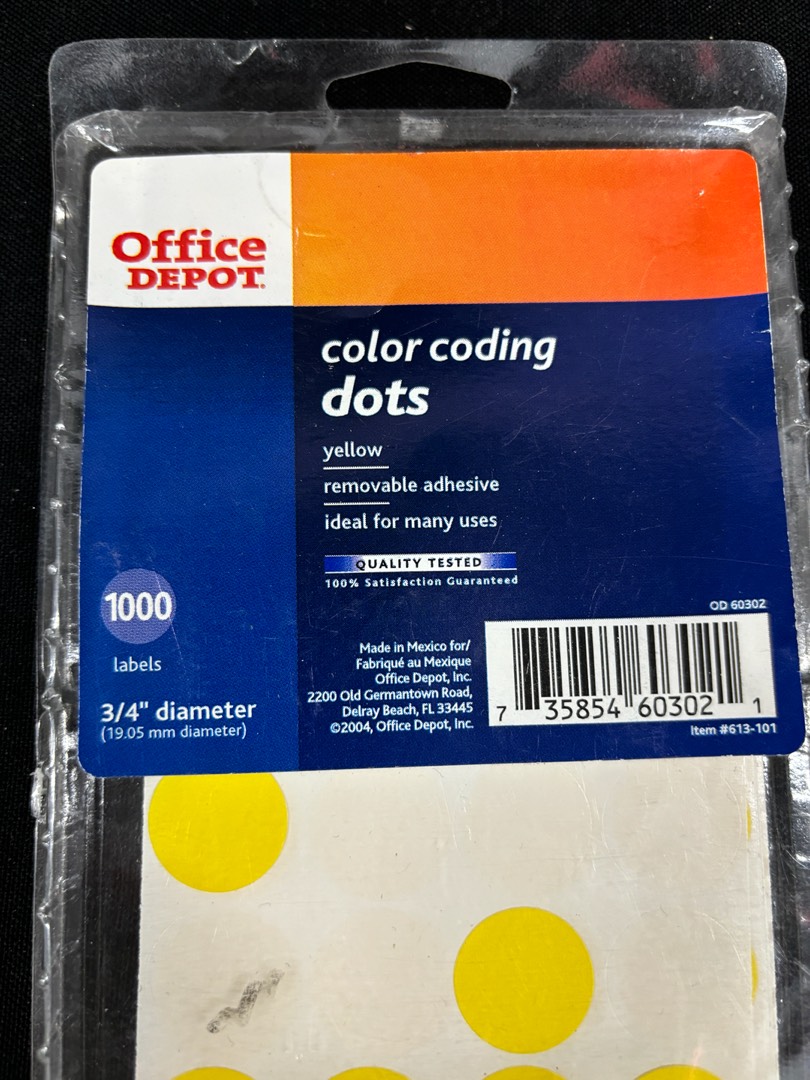 Office
DEPOT.
color coding
dots
yellow
removable adhesive
ideal for many uses
QUALITY TESTED
100% Satisfaction Guaranteed
1000
labels
3/4" diameter
(19.05 mm diameter)
Made in Mexico for/
Fabriqué au Mexique
Office Depot, Inc.
2200 Old Germantown Road,
Delray Beach, FL 33445
©2004, Office Depot, Inc.
OD 60302
7 35854 60302 1
Item #613-101